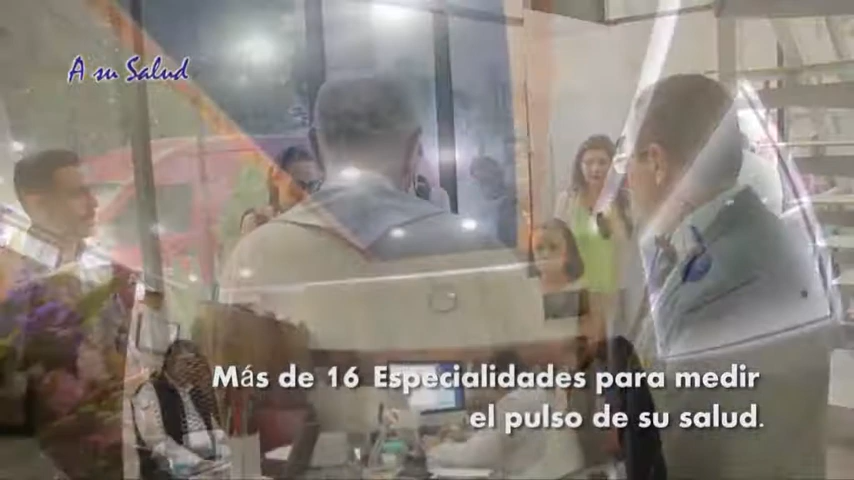 A su Salud
Más de 16 Especialidades para medir
el pulso de su salud.